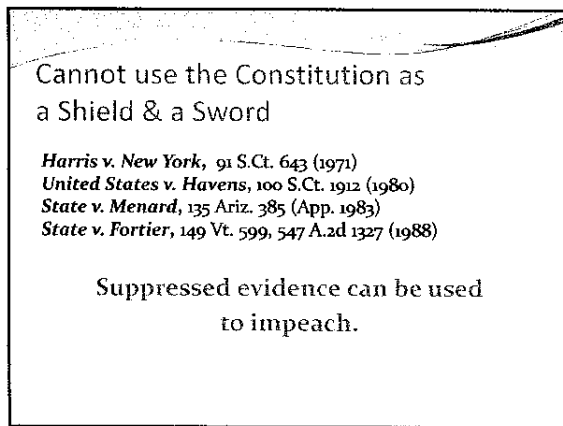 Cannot use the Constitution as
a Shield & a Sword
Harris v. New York, 91 S.Ct. 643 (1971)
United States v. Havens, 100 S.Ct. 1912 (1980)
State v. Menard, 135 Ariz. 385 (App. 1983)
State v. Fortier, 149 Vt. 599, 547 A.2d 1327 (1988)
Suppressed evidence can be used
to impeach.